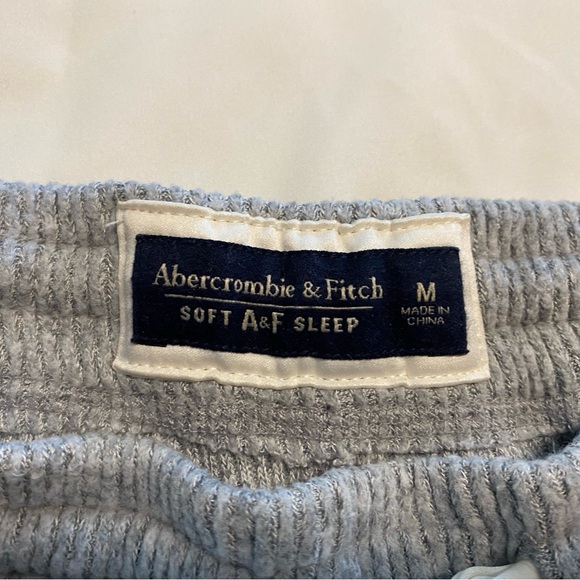 Abercrombie & Fitch
SOFT A&F SLEEP
M
MADE IN
CHINA